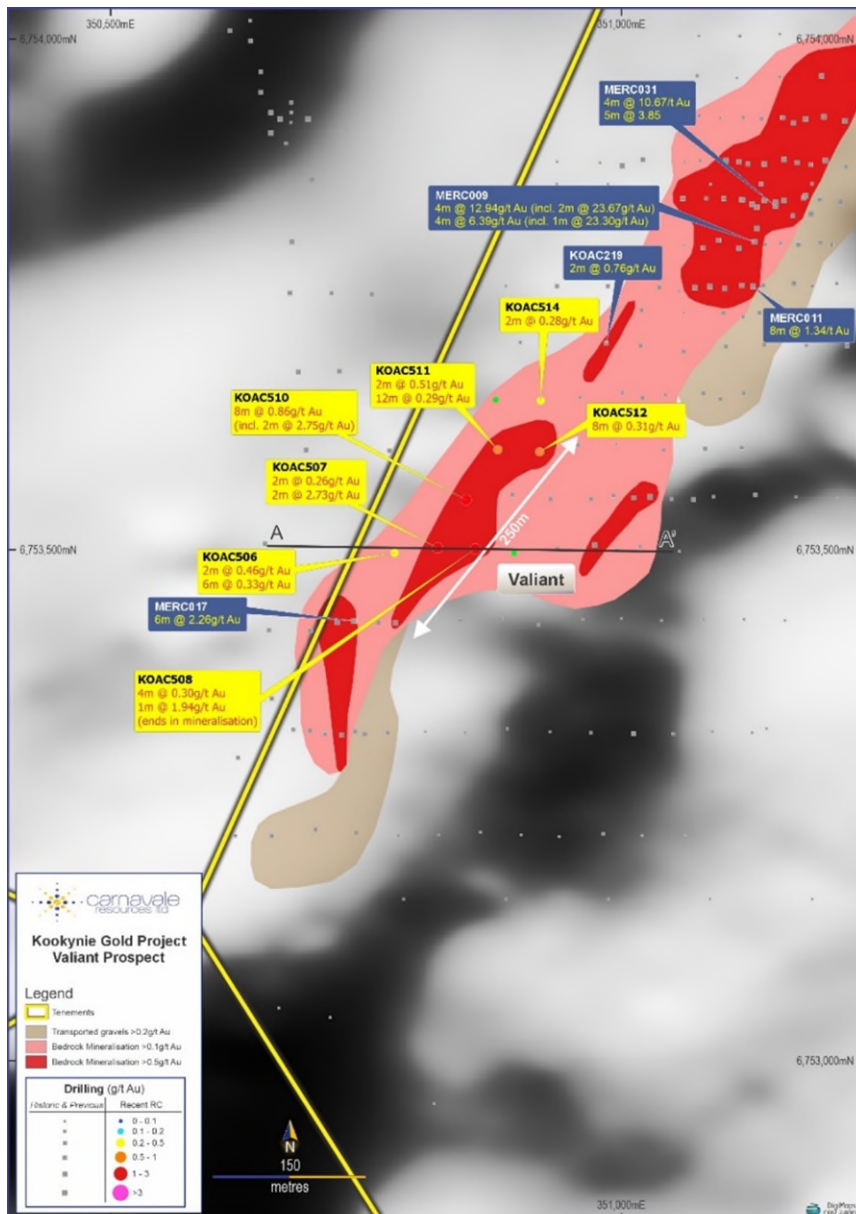 350,500mE
351,000mE
6,754,000mN
6,754,000mN
MERC031
4m @ 10.67/t Au
5m @ 3.85
MERC009
4m @ 12.94g/t Au (incl. 2m @ 23.67g/t Au)
4m @ 6.39g/t Au (incl. 1m @ 23.30g/t Au)
KOAC219
2m @ 0.76g/t Au
MERC011
8m @ 1.34/t Au
KOAC514
2m @ 0.28g/t Au
KOAC511
2m @ 0.51g/t Au
12m @ 0.29g/t Au
KOAC510
8m @ 0.86g/t Au
(incl. 2m @ 2.75g/t Au)
KOAC512
8m @ 0.31g/t Au
KOAC507
2m @ 0.26g/t Au
2m @ 2.73g/t Au
250m
A
A'
6,753,500mN
6,753,500mN
KOAC506
2m @ 0.46g/t Au
6m @ 0.33g/t Au
Valiant
MERC017
6m @ 2.26g/t Au
KOAC508
4m @ 0.30g/t Au
1m @ 1.94g/t Au
(ends in mineralisation)
carnavale
resources ltd
Kookynie Gold Project
Valiant Prospect
Legend
Tenements
Transported gravels >0.2g/t Au
Bedrock Mineralisation >0.1g/t Au
Bedrock Mineralisation >0.5g/t Au
Drilling (g/t Au)
Historic & Previous
Recent RC
0 - 0.1
0.1 - 0.2
0.2 - 0.5
0.5 - 1
1 - 3
>3
N
150
metres
6,753,000mN
351,000mE
DigMaps